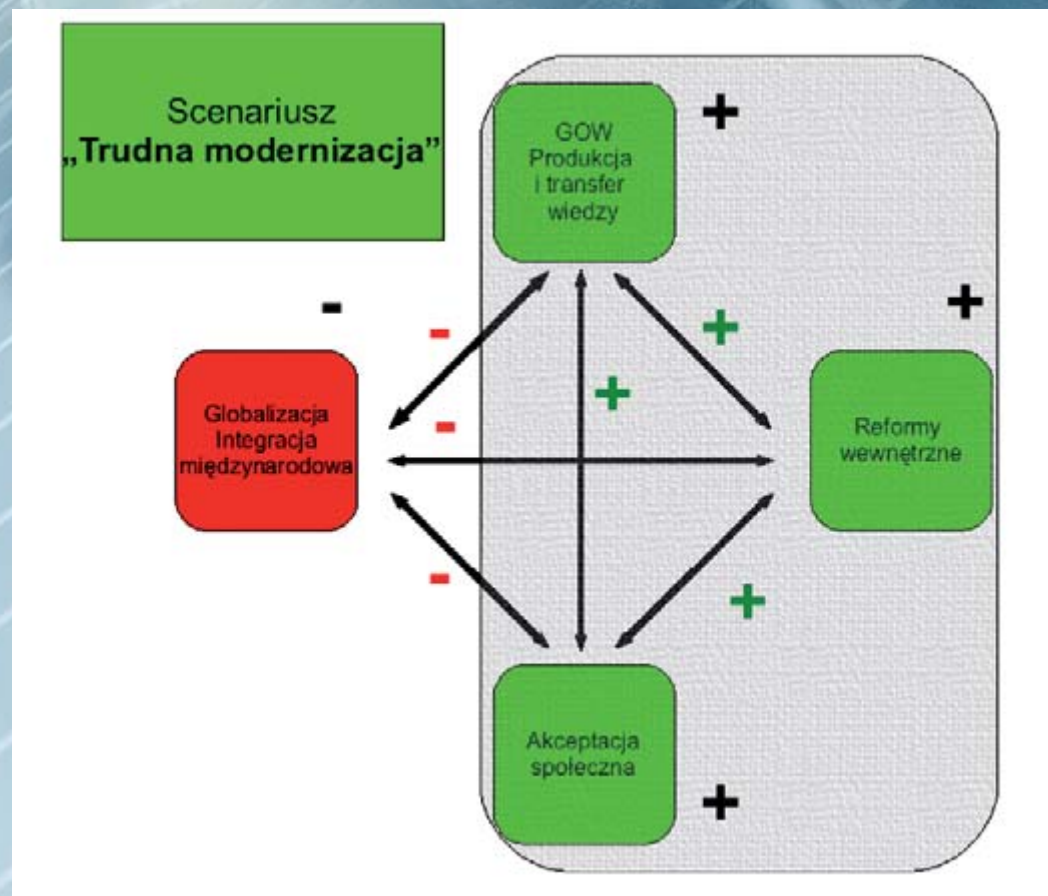 Scenariusz
„Trudna modernizacja”
GOW
Produkcja
i transfer
wiedzy
+
+
-
-
+
+
-
Globalizacja
Integracja
międzynarodowa
Reformy
wewnętrzne
-
+
Akceptacja
społeczna
+